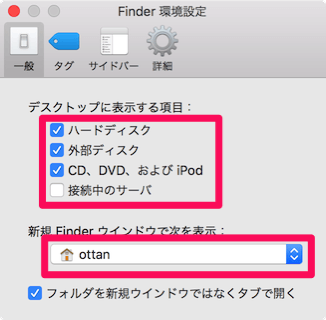 Finder 環境設定
一般 タグ サイドバー 詳細
デスクトップに表示する項目：
ハードディスク
外部ディスク
CD、DVD、および iPod
接続中のサーバ
新規 Finder ウインドウで次を表示：
ottan
フォルダを新規ウインドウではなくタブで開く